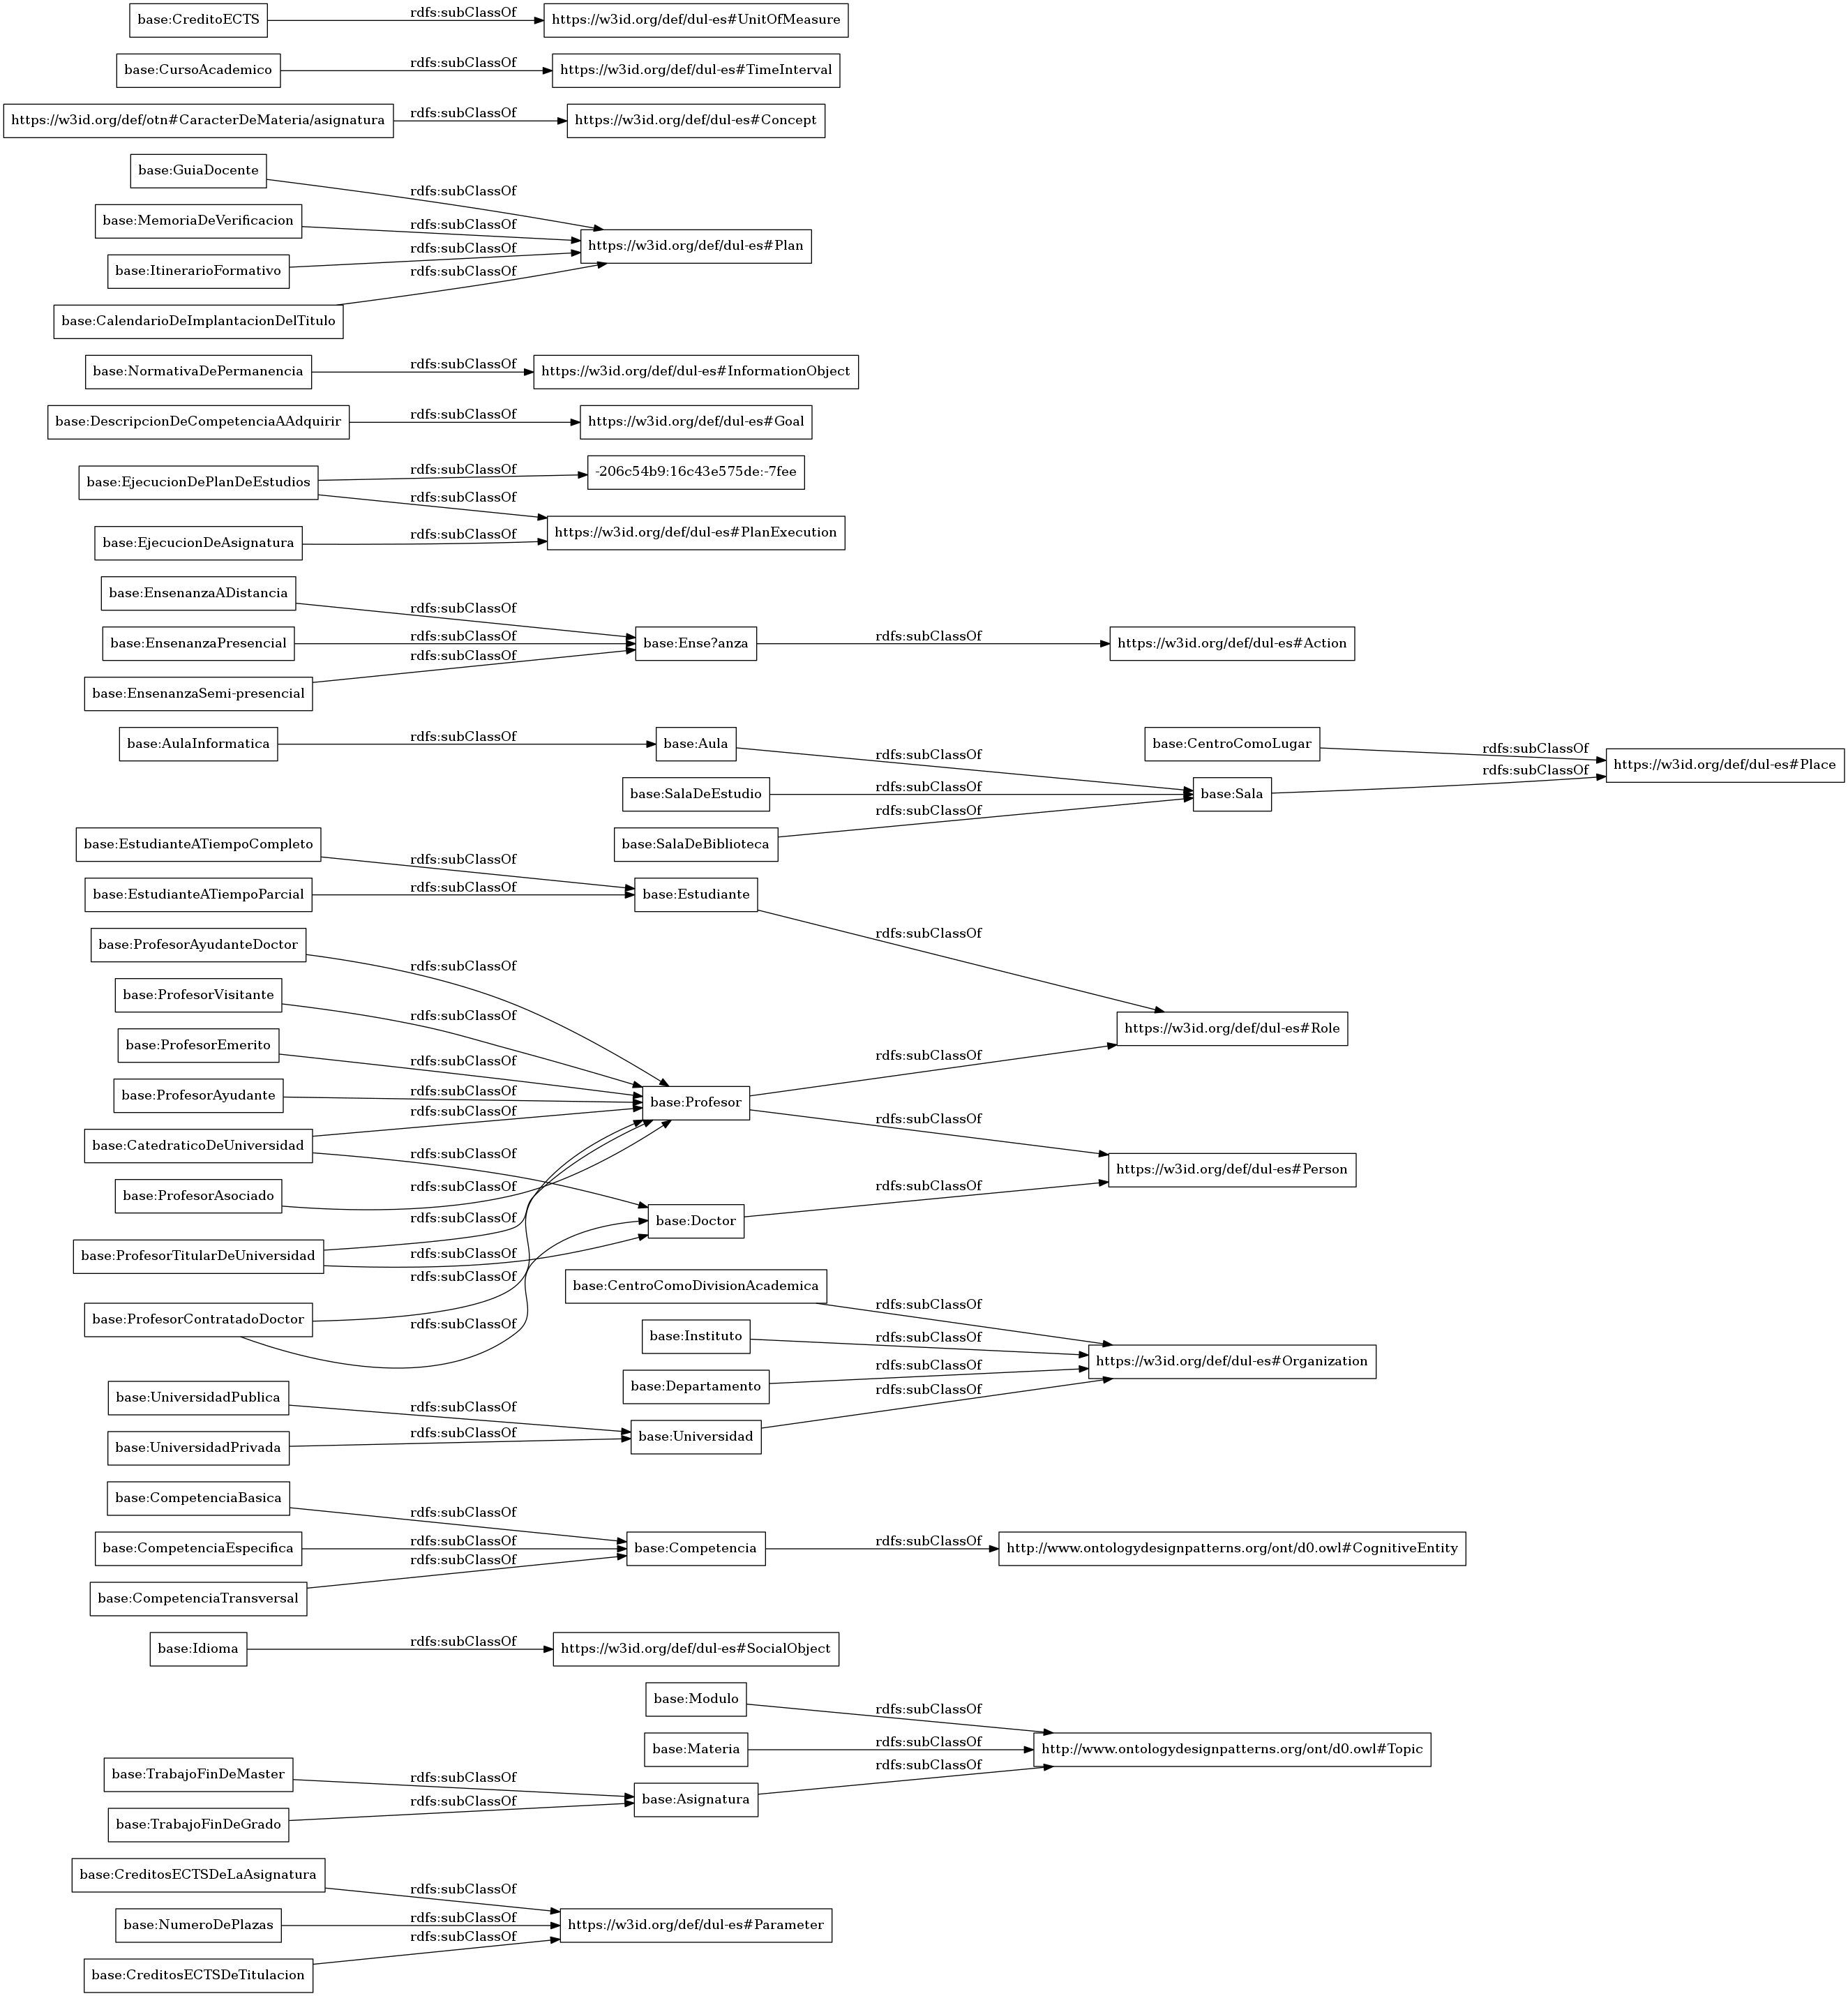 base:CreditoECTS
rdfs:subClassOf
https://w3id.org/def/dul-es#UnitOfMeasure
base:CursoAcademico
rdfs:subClassOf
https://w3id.org/def/dul-es#TimeInterval
https://w3id.org/def/otn#CaracterDeMateria/asignatura
rdfs:subClassOf
https://w3id.org/def/dul-es#Concept
base:GuiaDocente
rdfs:subClassOf
base:MemoriaDeVerificacion
rdfs:subClassOf
base:ItinerarioFormativo
rdfs:subClassOf
base:CalendarioDeImplantacionDelTitulo
rdfs:subClassOf
https://w3id.org/def/dul-es#Plan
base:NormativaDePermanencia
rdfs:subClassOf
https://w3id.org/def/dul-es#InformationObject
base:DescripcionDeCompetenciaAAdquirir
rdfs:subClassOf
https://w3id.org/def/dul-es#Goal
base:EjecucionDePlanDeEstudios
rdfs:subClassOf
-206c54b9:16c43e575de:-7fee
rdfs:subClassOf
https://w3id.org/def/dul-es#PlanExecution
base:EjecucionDeAsignatura
rdfs:subClassOf
base:EnsenanzaADistancia
rdfs:subClassOf
base:EnsenanzaPresencial
rdfs:subClassOf
base:EnsenanzaSemi-presencial
rdfs:subClassOf
base:Ense?anza
rdfs:subClassOf
https://w3id.org/def/dul-es#Action
base:AulaInformatica
rdfs:subClassOf
base:Aula
rdfs:subClassOf
base:SalaDeEstudio
rdfs:subClassOf
base:SalaDeBiblioteca
rdfs:subClassOf
base:CentroComoLugar
rdfs:subClassOf
base:Sala
rdfs:subClassOf
https://w3id.org/def/dul-es#Place
base:EstudianteATiempoCompleto
rdfs:subClassOf
base:EstudianteATiempoParcial
rdfs:subClassOf
base:Estudiante
rdfs:subClassOf
https://w3id.org/def/dul-es#Role
base:ProfesorAyudanteDoctor
rdfs:subClassOf
base:ProfesorVisitante
rdfs:subClassOf
base:ProfesorEmerito
rdfs:subClassOf
base:ProfesorAyudante
rdfs:subClassOf
base:Profesor
rdfs:subClassOf
rdfs:subClassOf
https://w3id.org/def/dul-es#Person
base:CatedraticoDeUniversidad
rdfs:subClassOf
rdfs:subClassOf
base:ProfesorAsociado
rdfs:subClassOf
base:Doctor
rdfs:subClassOf
base:ProfesorTitularDeUniversidad
rdfs:subClassOf
rdfs:subClassOf
base:ProfesorContratadoDoctor
rdfs:subClassOf
rdfs:subClassOf
base:CentroComoDivisionAcademica
rdfs:subClassOf
base:Instituto
rdfs:subClassOf
base:Departamento
rdfs:subClassOf
https://w3id.org/def/dul-es#Organization
base:UniversidadPublica
rdfs:subClassOf
base:UniversidadPrivada
rdfs:subClassOf
base:Universidad
rdfs:subClassOf
base:CompetenciaBasica
rdfs:subClassOf
base:CompetenciaEspecifica
rdfs:subClassOf
base:CompetenciaTransversal
rdfs:subClassOf
base:Competencia
rdfs:subClassOf
http://www.ontologydesignpatterns.org/ont/d0.owl#CognitiveEntity
base:Idioma
rdfs:subClassOf
https://w3id.org/def/dul-es#SocialObject
base:Modulo
rdfs:subClassOf
base:Materia
rdfs:subClassOf
http://www.ontologydesignpatterns.org/ont/d0.owl#Topic
base:TrabajoFinDeMaster
rdfs:subClassOf
base:TrabajoFinDeGrado
rdfs:subClassOf
base:Asignatura
rdfs:subClassOf
base:CreditosECTSDeLaAsignatura
rdfs:subClassOf
base:NumeroDePlazas
rdfs:subClassOf
base:CreditosECTSDeTitulacion
rdfs:subClassOf
https://w3id.org/def/dul-es#Parameter